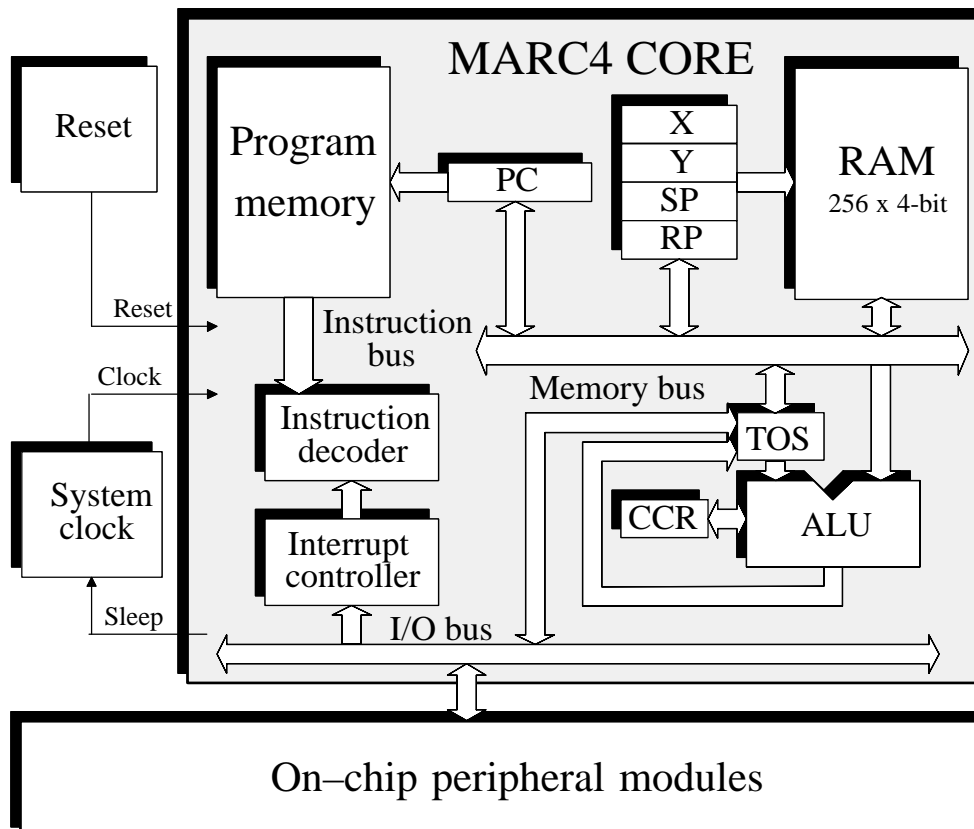 MARC4 CORE
Reset
Program
memory
PC
X
Y
SP
RP
RAM
256 x 4-bit
Reset
Instruction
bus
Clock
Memory bus
Instruction
decoder
TOS
System
clock
CCR
ALU
Interrupt
controller
Sleep
I/O bus
On–chip peripheral modules